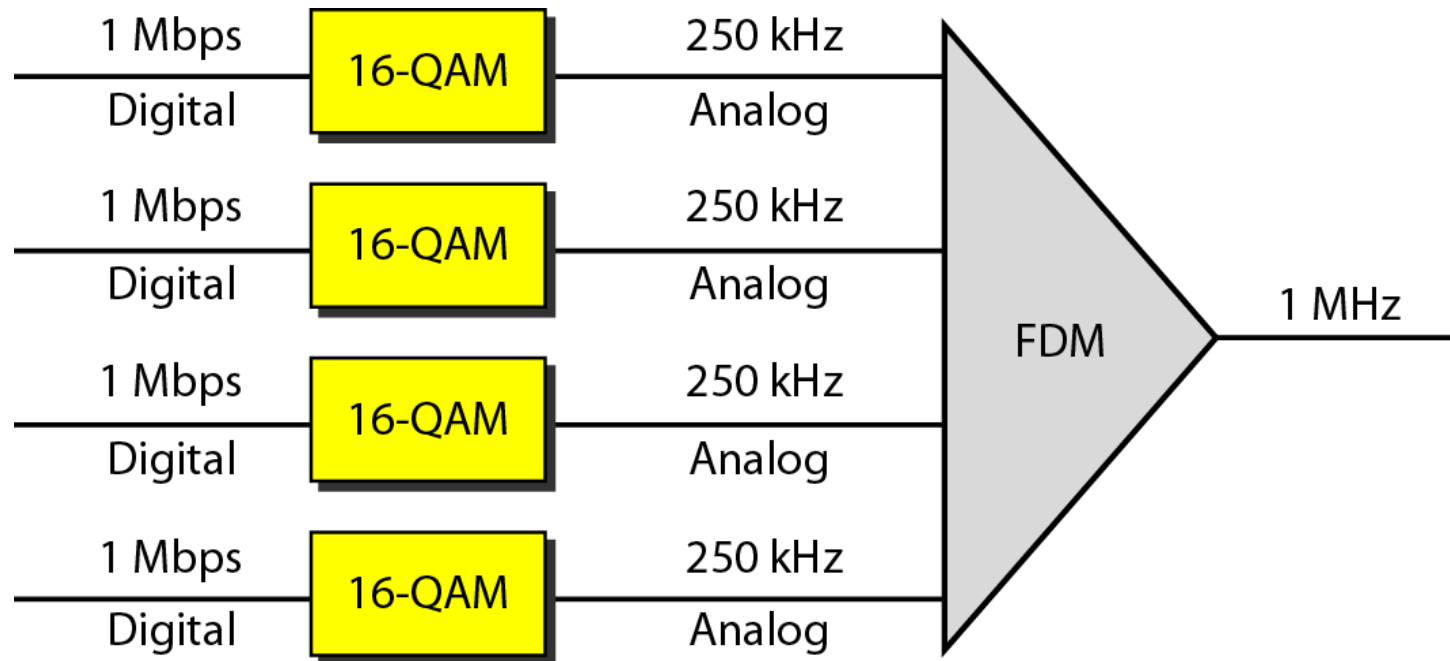 1 Mbps
Digital
16-QAM
250 kHz
Analog
1 Mbps
Digital
16-QAM
250 kHz
Analog
1 Mbps
Digital
16-QAM
250 kHz
Analog
1 Mbps
Digital
16-QAM
250 kHz
Analog
FDM
1 MHz